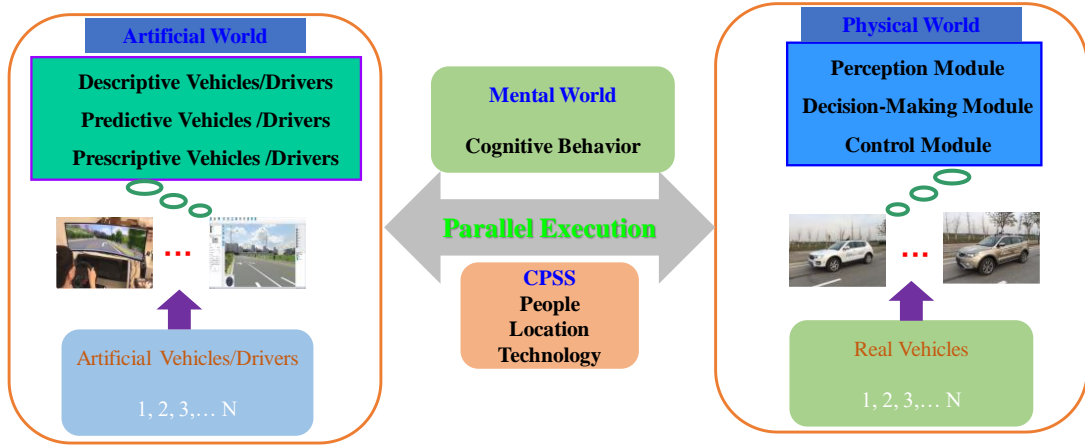 Artificial World
Descriptive Vehicles/Drivers
Predictive Vehicles /Drivers
Prescriptive Vehicles /Drivers
...
Artificial Vehicles/Drivers
1, 2, 3,... N
Mental World
Cognitive Behavior
Parallel Execution
CPSS
People
Location
Technology
Physical World
Perception Module
Decision-Making Module
Control Module
...
Real Vehicles
1, 2, 3,... N